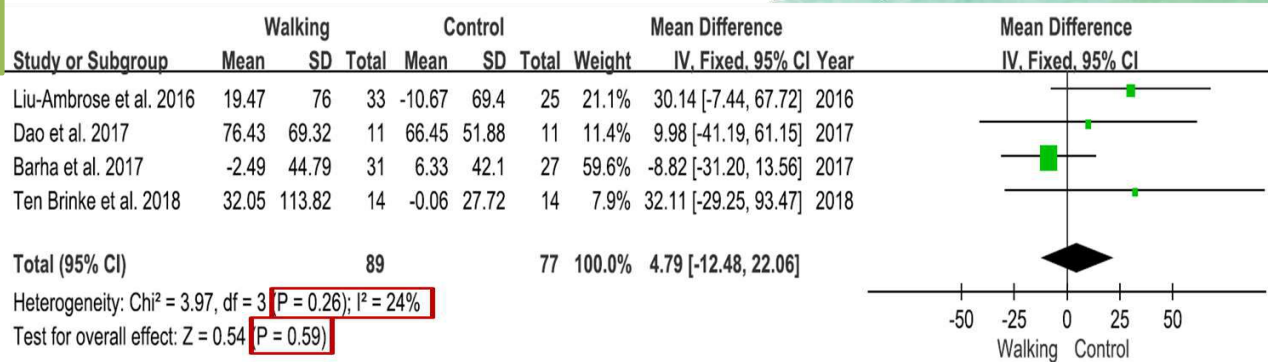 Walking Control Mean Difference Mean Difference
Study or Subgroup Mean SD Total Mean SD Total Weight IV, Fixed, 95% CI Year IV, Fixed, 95% CI
Liu-Ambrose et al. 2016 19.47 76 33 -10.67 69.4 25 21.1% 30.14 [-7.44, 67.72] 2016
Dao et al. 2017 76.43 69.32 11 66.45 51.88 11 11.4% 9.98 [-41.19, 61.15] 2017
Barha et al. 2017 -2.49 44.79 31 6.33 42.1 27 59.6% -8.82 [-31.20, 13.56] 2017
Ten Brinke et al. 2018 32.05 113.82 14 -0.06 27.72 14 7.9% 32.11 [-29.25, 93.47] 2018
Total (95% CI) 89 77 100.0% 4.79 [-12.48, 22.06]
Heterogeneity: Chi² = 3.97, df = 3 (P = 0.26); I² = 24%
Test for overall effect: Z = 0.54 (P = 0.59)
-50 -25 0 25 50
Walking Control